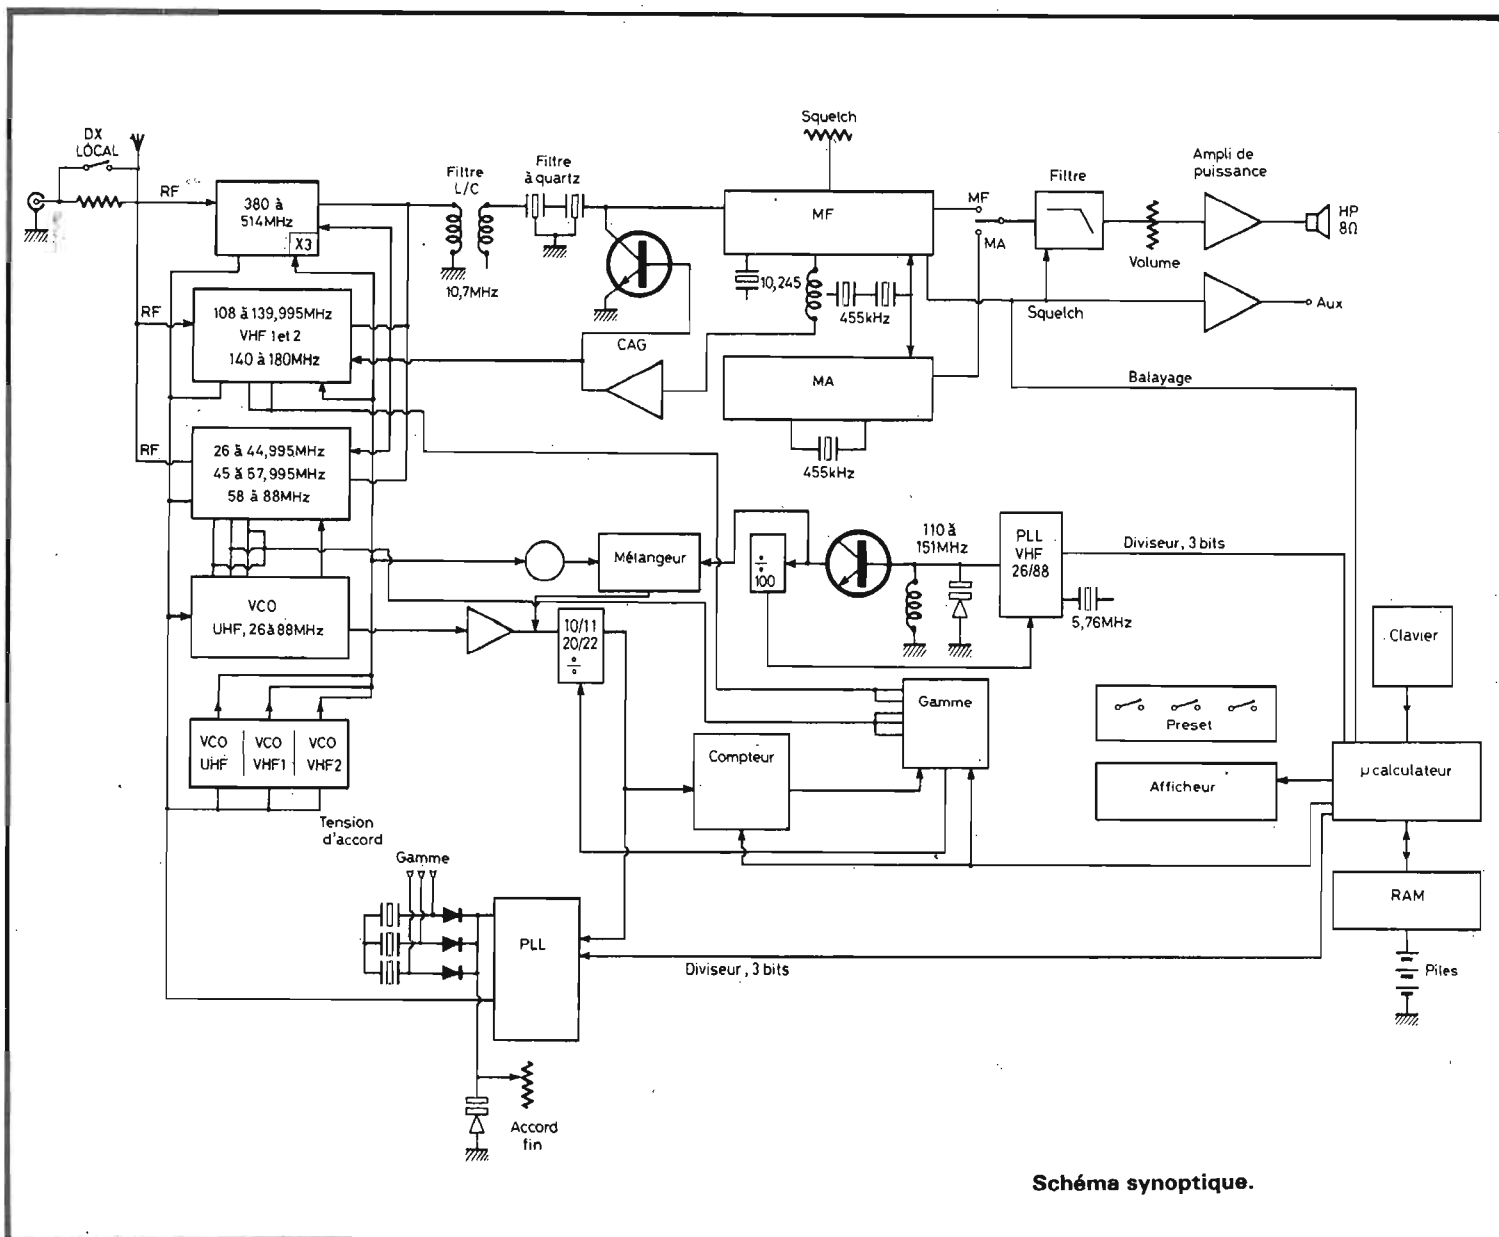 Squelch
DX
LOCAL
RF
Filtre
L/C
Filtre
à quartz
Ampli de
puissance
380 à
514MHz
X3
MF
MF
MA
Filtre
HP
8Ω
Volume
10,7MHz
10,245
455kHz
Squelch
Aux
RF
108 à 139,995MHz
VHF 1 et 2
140 à 180MHz
CAG
MA
Balayage
RF
26 à 44,995MHz
45 à 57,995MHz
58 à 88MHz
455kHz
Mélangeur
÷
100
110 à
151MHz
PLL
VHF
26/88
Diviseur, 3 bits
5,76MHz
VCO
UHF, 26 à 88MHz
10/11
20/22
÷
Clavier
Gamme
Preset
VCO
UHF
VCO
VHF1
VCO
VHF2
Compteur
Afficheur
µcalculateur
Tension
d'accord
Gamme
RAM
PLL
Diviseur, 3 bits
Piles
Accord
fin
Schéma synoptique.